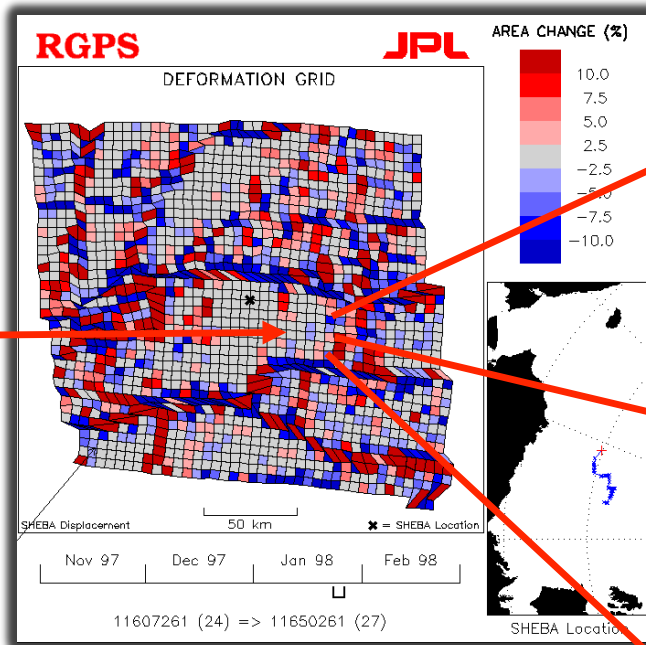 RGPS
JPL
AREA CHANGE (%)
DEFORMATION GRID
10.0
7.5
5.0
2.5
-2.5
-5.0
-7.5
-10.0
SHEBA Displacement
50 km
✖ = SHEBA Location
Nov 97
Dec 97
Jan 98
Feb 98
11607261 (24) => 11650261 (27)
SHEBA Location